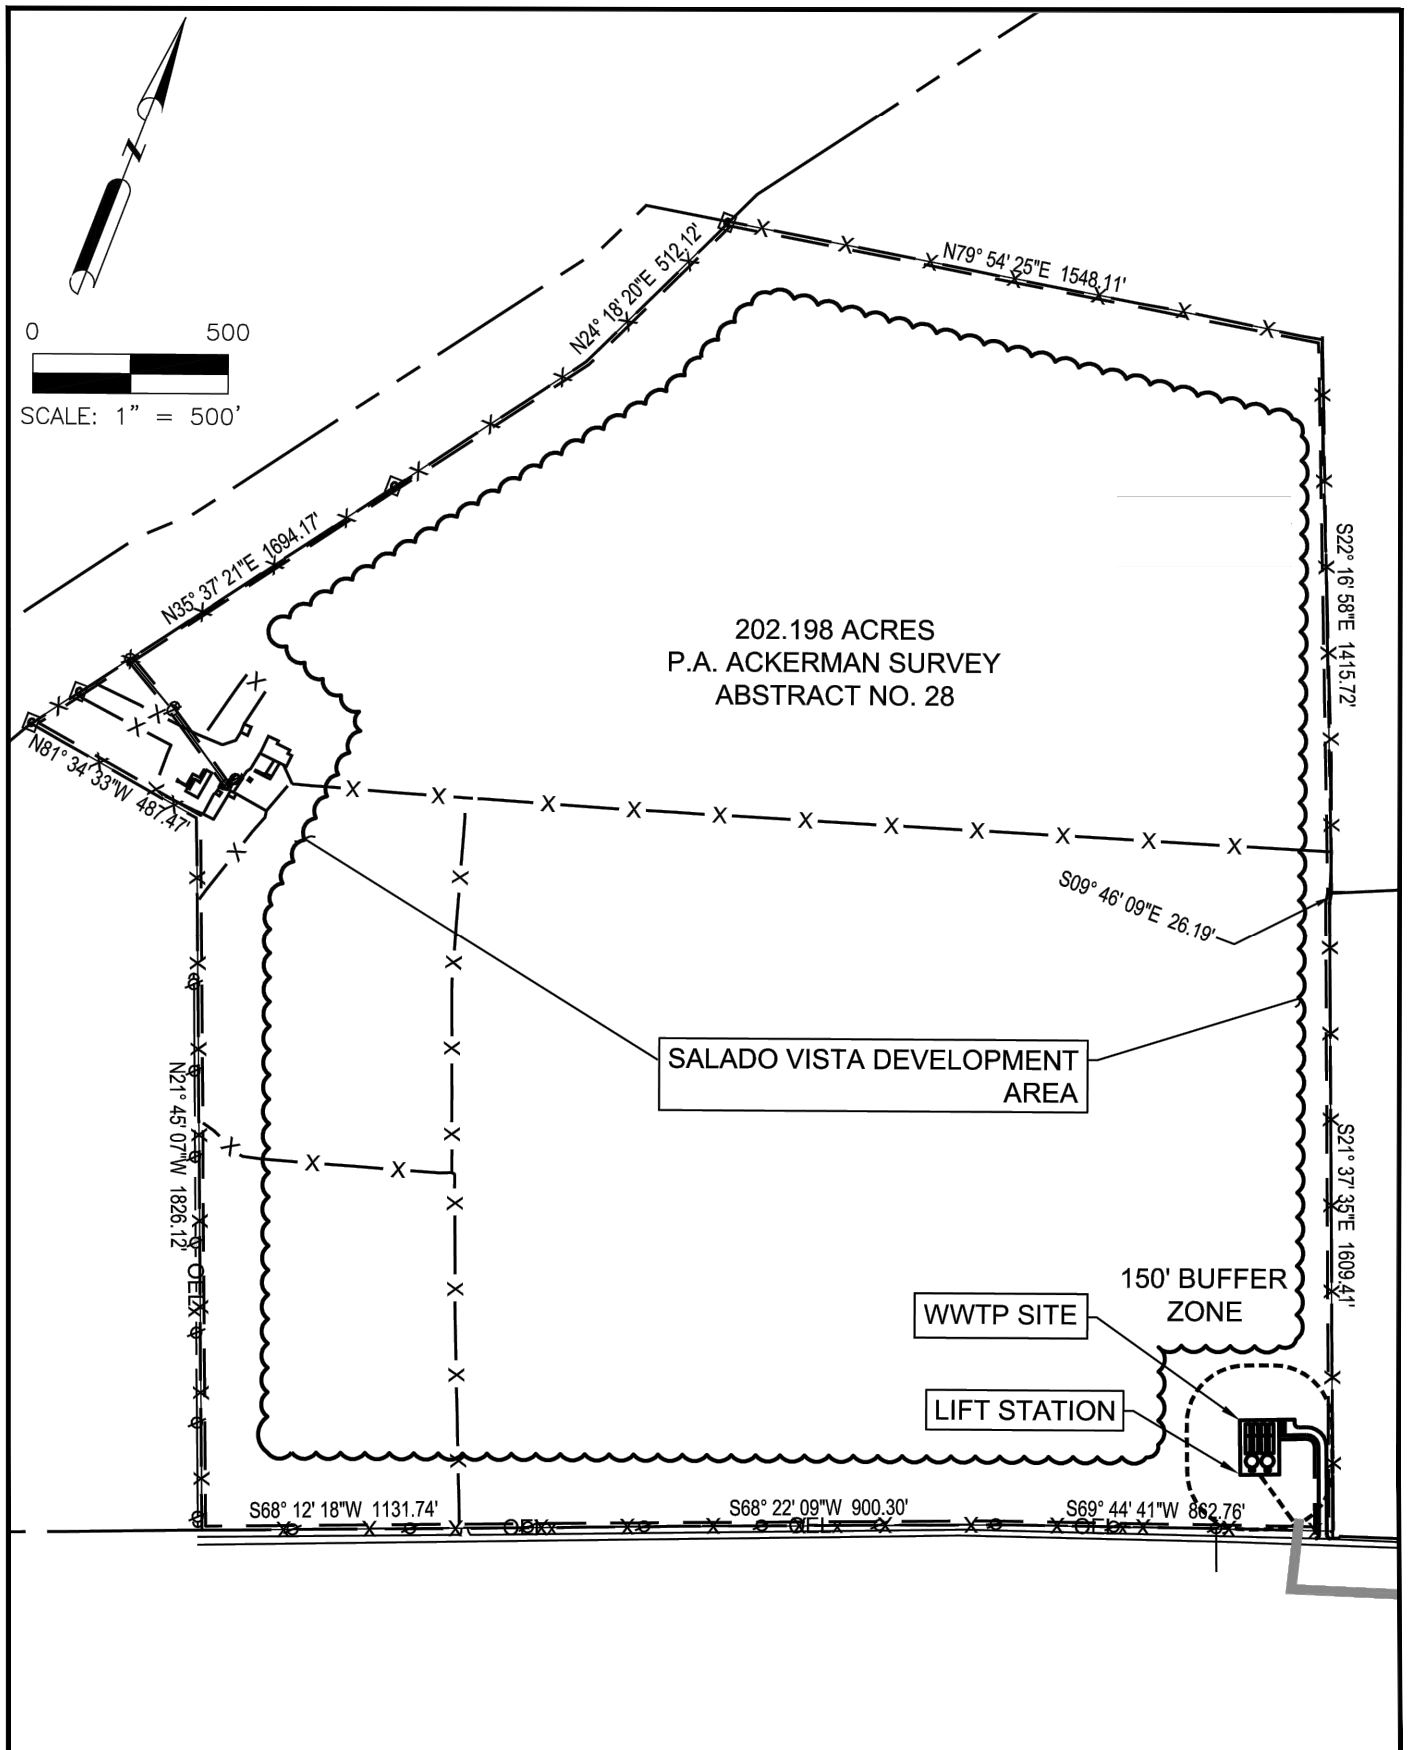 N
0 500
SCALE: 1” = 500’
N24° 18' 20"E 512.12'
N79° 54' 25"E 1548.11'
N35° 37' 21"E 1694.17'
S22° 16' 58"E 1415.72'
202.198 ACRES
P.A. ACKERMAN SURVEY
ABSTRACT NO. 28
N81° 34' 33"W 487.47'
S09° 46' 09"E 26.19'
SALADO VISTA DEVELOPMENT
AREA
N21° 45' 07"W 1826.12'
OEL
S21° 37' 35"E 1609.41'
150' BUFFER
ZONE
WWTP SITE
LIFT STATION
S68° 12' 18"W 1131.74'
S68° 22' 09"W 900.30'
S69° 44' 41"W 862.76'
OEL OEL OEL